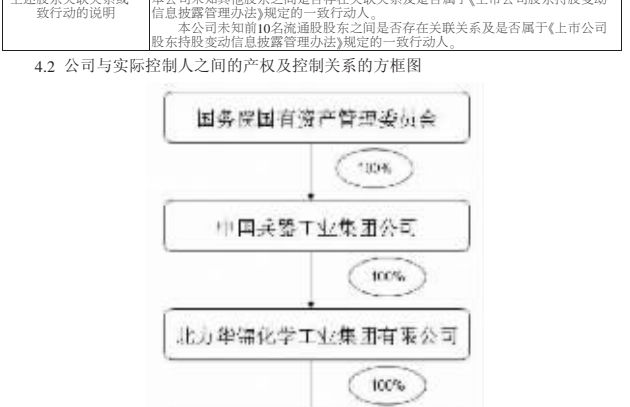 上述股东关联关系或
致行动的说明
本公司未知其他股东之间是否存在关联关系及是否属于《上市公司股东持股变动
信息披露管理办法》规定的一致行动人。
本公司未知前10名流通股股东之间是否存在关联关系及是否属于《上市公司
股东持股变动信息披露管理办法》规定的一致行动人。
4.2 公司与实际控制人之间的产权及控制关系的方框图
国务院国有资产管理委员会
100%
中国兵器工业集团公司
100%
北方华锦化学工业集团有限公司
100%